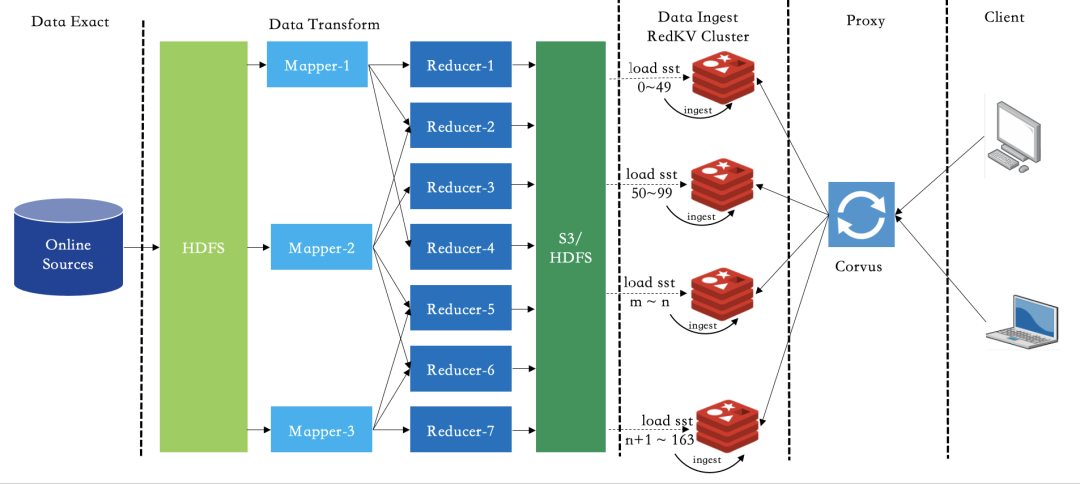 Data Exact
Data Transform
Data Ingest
RedKV Cluster
Proxy
Client
Online
Sources
HDFS
Mapper-1
Mapper-2
Mapper-3
Reducer-1
Reducer-2
Reducer-3
Reducer-4
Reducer-5
Reducer-6
Reducer-7
S3/
HDFS
load sst
0~49
ingest
load sst
50~99
ingest
load sst
m ~ n
ingest
load sst
n+1 ~ 163
ingest
Corvus